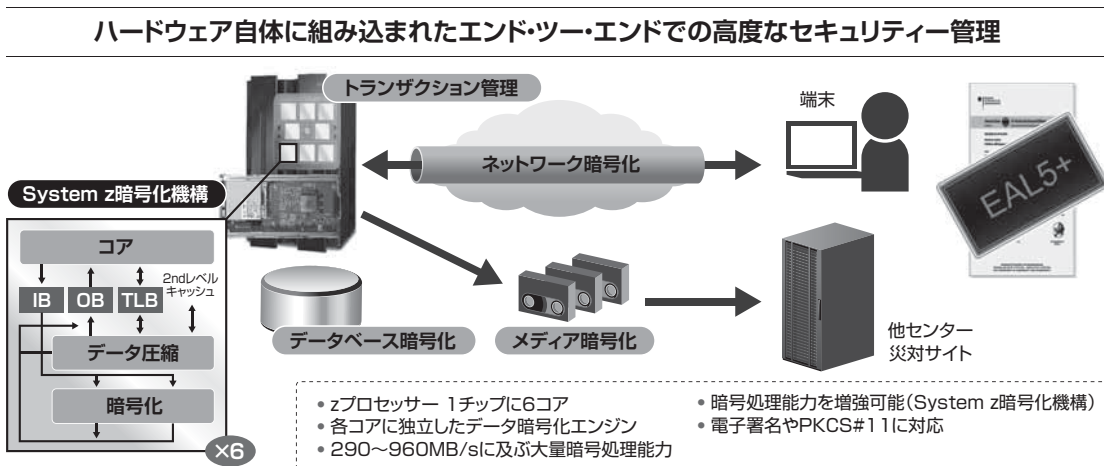 ハードウェア自体に組み込まれたエンド・ツー・エンドでの高度なセキュリティー管理
トランザクション管理
端末
ネットワーク暗号化
EAL5+
System z暗号化機構
コア
2ndレベル
キャッシュ
IB
OB
TLB
データ圧縮
暗号化
×6
データベース暗号化
メディア暗号化
他センター
災対サイト
• zプロセッサー 1チップに6コア
• 各コアに独立したデータ暗号化エンジン
• 290～960MB/sに及ぶ大量暗号処理能力
• 暗号処理能力を増強可能（System z暗号化機構）
• 電子署名やPKCS#11に対応